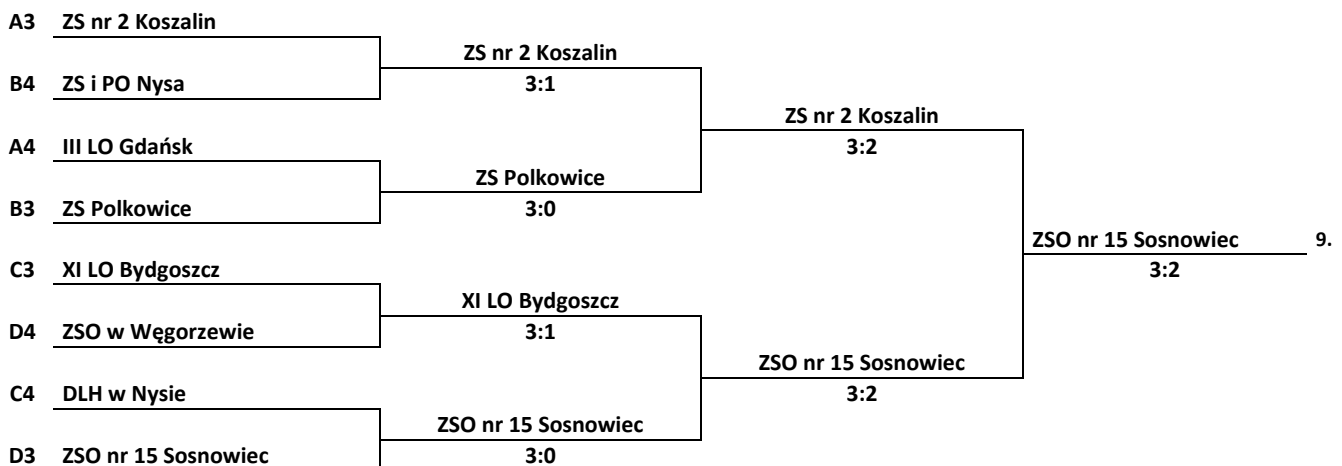 A3 ZS nr 2 Koszalin
ZS nr 2 Koszalin
B4 ZS i PO Nysa
3:1
ZS nr 2 Koszalin
A4 III LO Gdańsk
3:2
ZS Polkowice
B3 ZS Polkowice
3:0
ZSO nr 15 Sosnowiec 9.
C3 XI LO Bydgoszcz
3:2
XI LO Bydgoszcz
D4 ZSO w Węgorzewie
3:1
ZSO nr 15 Sosnowiec
C4 DLH w Nysie
3:2
ZSO nr 15 Sosnowiec
D3 ZSO nr 15 Sosnowiec
3:0